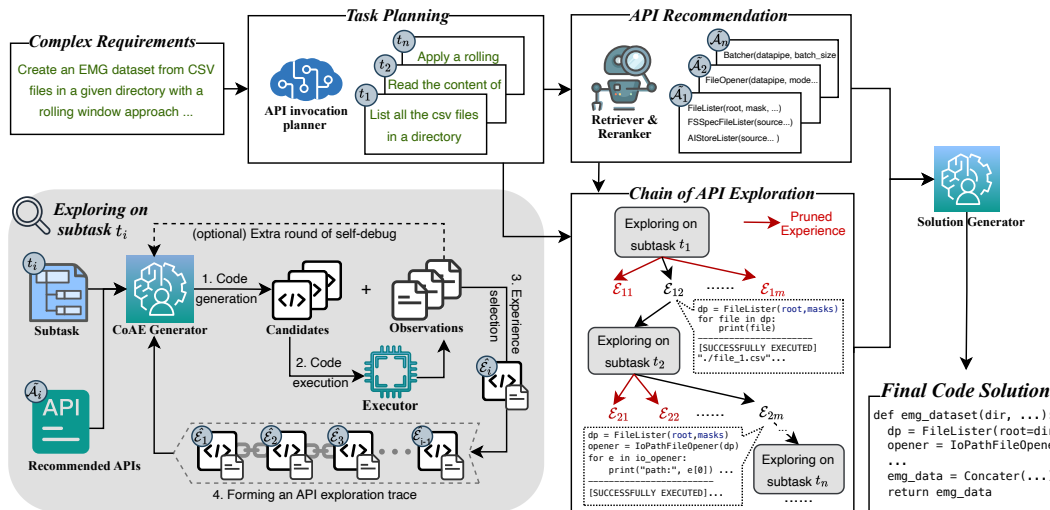 Complex Requirements
Create an EMG dataset from CSV
files in a given directory with a
rolling window approach ...
Task Planning
API invocation
planner
t_n
Apply a rolling
t_2
Read the content of
t_1
List all the csv files
in a directory
API Recommendation
Retriever &
Reranker
Ã_n
Batcher(datapipe, batch_size
Ã_2
FileOpener(datapipe, mode...
Ã_1
FileLister(root, mask, ...)
FSSpecFileLister(source...)
AIStoreLister(source... )
Solution Generator
Exploring on
subtask t_i
(optional) Extra round of self-debug
t_i
Subtask
CoAE Generator
1. Code
generation
Candidates
+
Observations
3. Experience
selection
2. Code
execution
Executor
Ê_i
Ã_i
API
Recommended APIs
Ê_1
Ê_2
Ê_3
Ê_{i-1}
4. Forming an API exploration trace
Chain of API Exploration
Exploring on
subtask t_1
Pruned
Experience
ℰ_11
ℰ_12
......
ℰ_1m
dp = FileLister(root,masks)
for file in dp:
print(file)
[SUCCESSFULLY EXECUTED]
"./file_1.csv"...
Exploring on
subtask t_2
ℰ_21
ℰ_22
......
ℰ_2m
dp = FileLister(root,masks)
opener = IoPathFileOpener(dp)
for e in io_opener:
print("path:", e[0]) ...
[SUCCESSFULLY EXECUTED]...
Exploring on
subtask t_n
......
Final Code Solution
def emg_dataset(dir, ...)
dp = FileLister(root=dir
opener = IoPathFileOpen
...
emg_data = Concater(...)
return emg_data